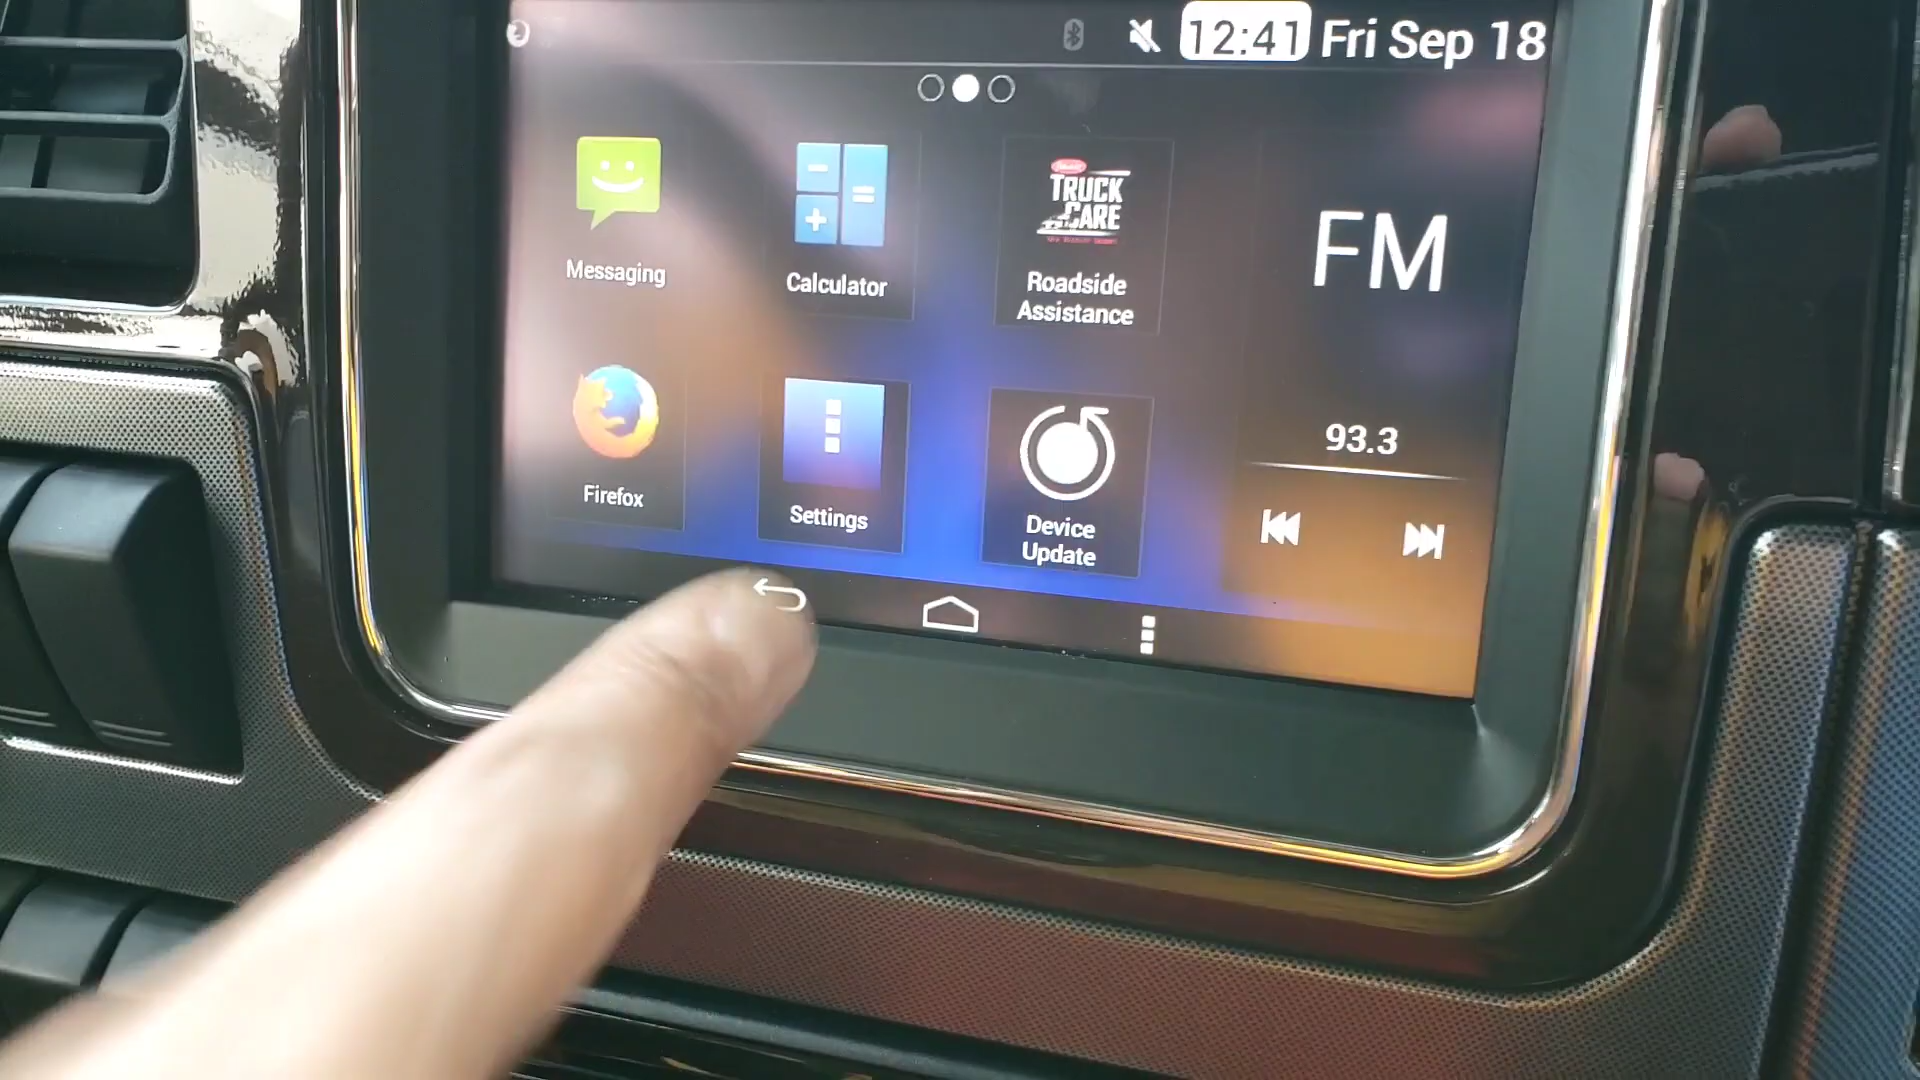 12:41 Fri Sep 18
Messaging
Calculator
TRUCK
CARE
Roadside
Assistance
FM
Firefox
Settings
Device
Update
93.3